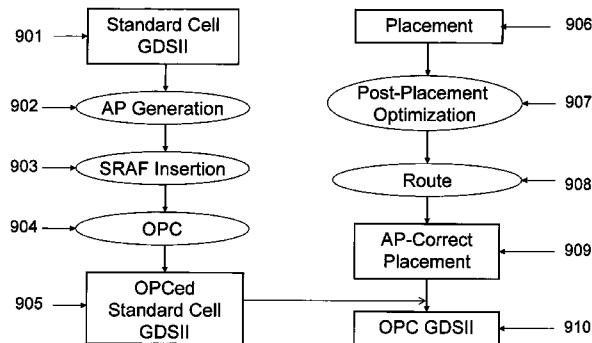 901
Standard Cell
GDSII
902
AP Generation
903
SRAF Insertion
904
OPC
905
OPCed
Standard Cell
GDSII
Placement
906
Post-Placement
Optimization
907
Route
908
AP-Correct
Placement
909
OPC GDSII
910